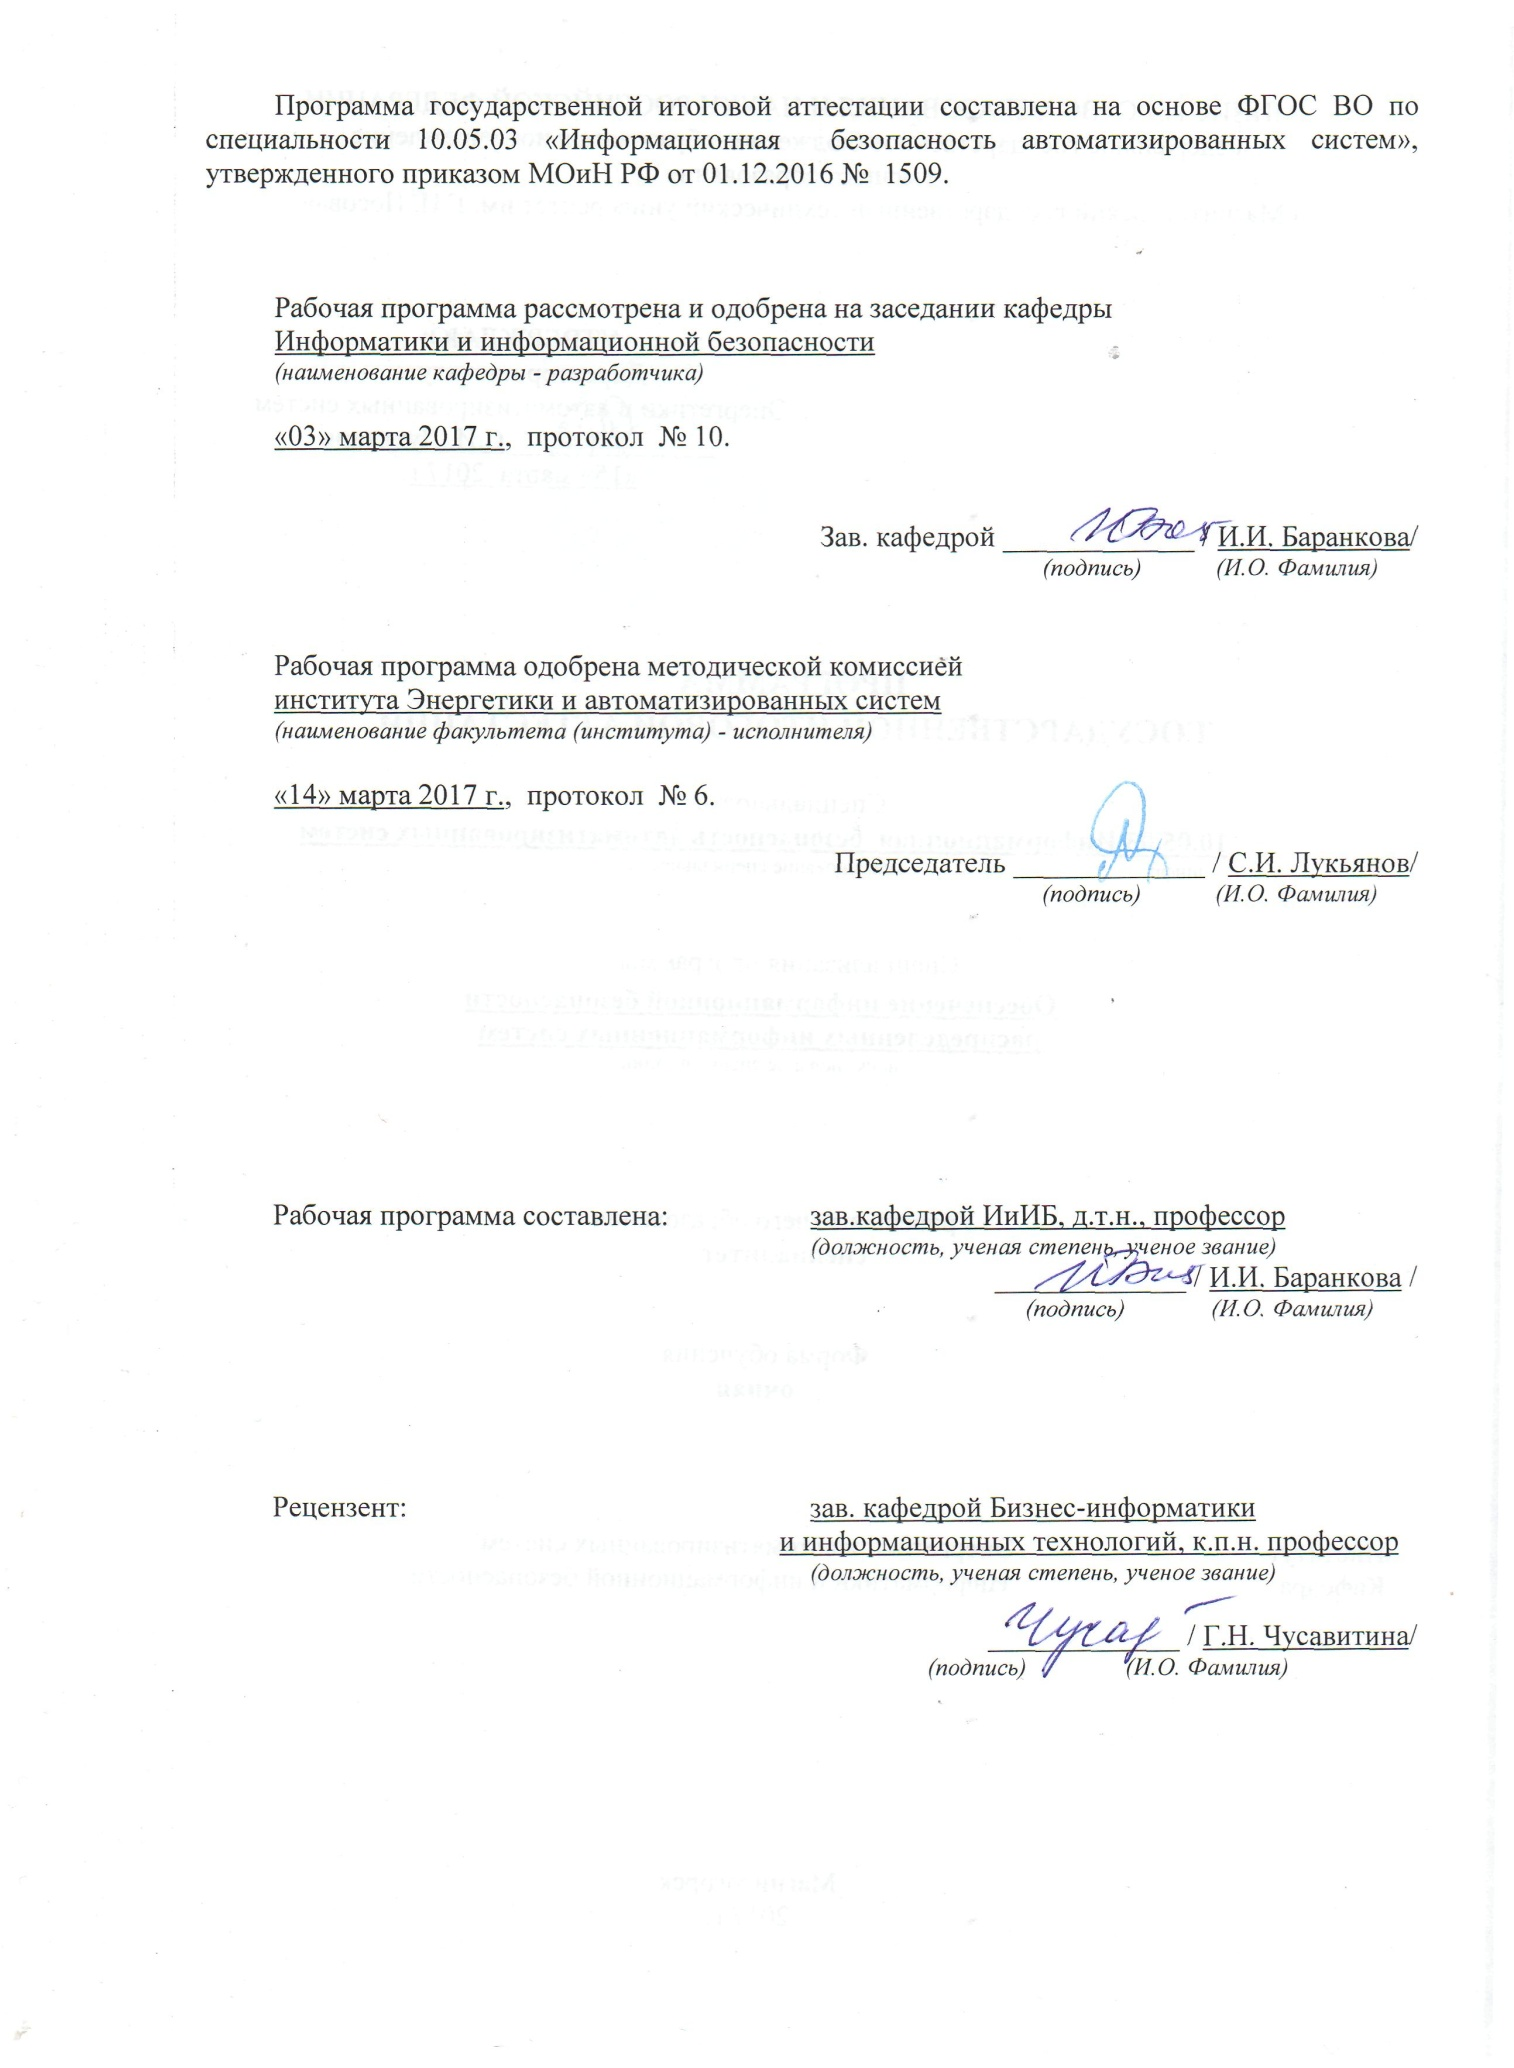 Программа государственной итоговой аттестации составлена на основе ФГОС ВО по
специальности 10.05.03 «Информационная безопасность автоматизированных систем»,
утвержденного приказом МОиН РФ от 01.12.2016 № 1509.
Рабочая программа рассмотрена и одобрена на заседании кафедры
Информатики и информационной безопасности
(наименование кафедры - разработчика)
«03» марта 2017 г., протокол № 10.
Зав. кафедрой ______________ / И.И. Баранкова/
(подпись) (И.О. Фамилия)
Рабочая программа одобрена методической комиссией
института Энергетики и автоматизированных систем
(наименование факультета (института) - исполнителя)
«14» марта 2017 г., протокол № 6.
Председатель ______________ / С.И. Лукьянов/
(подпись) (И.О. Фамилия)
Рабочая программа составлена: зав.кафедрой ИиИБ, д.т.н., профессор
(должность, ученая степень, ученое звание)
______________/ И.И. Баранкова /
(подпись) (И.О. Фамилия)
Рецензент: зав. кафедрой Бизнес-информатики
и информационных технологий, к.п.н. профессор
(должность, ученая степень, ученое звание)
______________ / Г.Н. Чусавитина/
(подпись) (И.О. Фамилия)